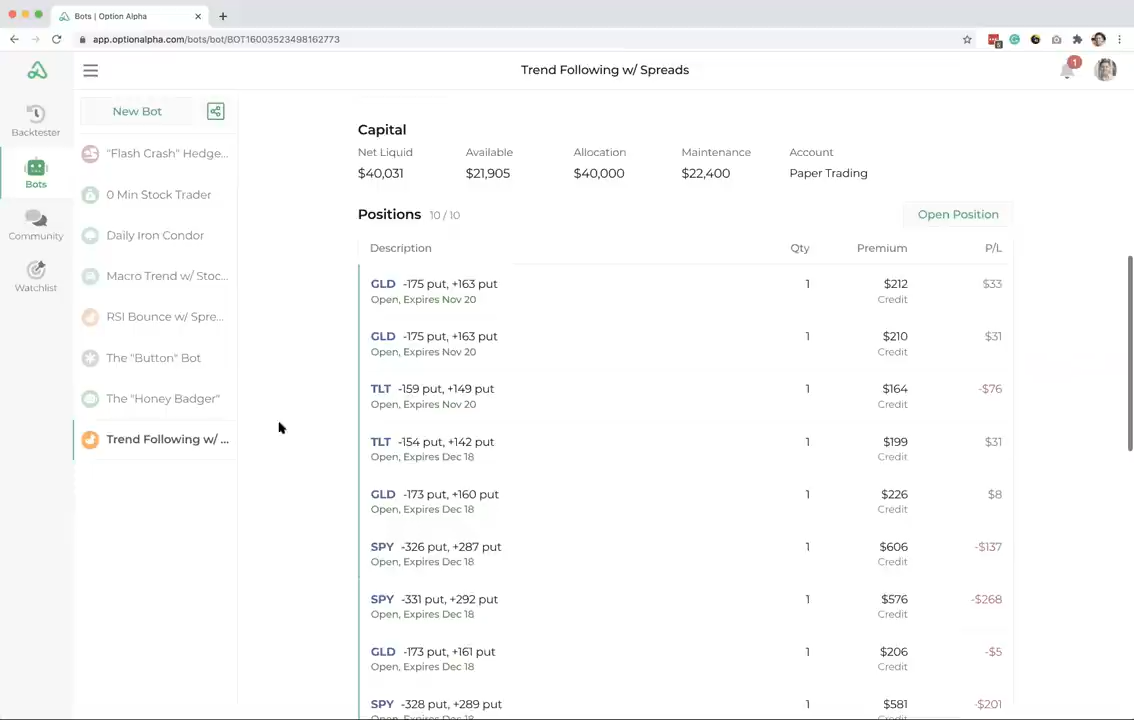 Bots | Option Alpha
app.optionalpha.com/bots/bot/BOT16003523498162773
Trend Following w/ Spreads
1
Backtester
Bots
Community
Watchlist
New Bot
"Flash Crash" Hedge...
0 Min Stock Trader
Daily Iron Condor
Macro Trend w/ Stoc...
RSI Bounce w/ Spre...
The "Button" Bot
The "Honey Badger"
Trend Following w/ ...
Capital
Net Liquid Available Allocation Maintenance Account
$40,031 $21,905 $40,000 $22,400 Paper Trading
Positions 10 / 10 Open Position
Description Qty Premium P/L
GLD -175 put, +163 put 1 $212 $33
Open, Expires Nov 20 Credit
GLD -175 put, +163 put 1 $210 $31
Open, Expires Nov 20 Credit
TLT -159 put, +149 put 1 $164 -$76
Open, Expires Nov 20 Credit
TLT -154 put, +142 put 1 $199 $31
Open, Expires Dec 18 Credit
GLD -173 put, +160 put 1 $226 $8
Open, Expires Dec 18 Credit
SPY -326 put, +287 put 1 $606 -$137
Open, Expires Dec 18 Credit
SPY -331 put, +292 put 1 $576 -$268
Open, Expires Dec 18 Credit
GLD -173 put, +161 put 1 $206 -$5
Open, Expires Dec 18 Credit
SPY -328 put, +289 put 1 $581 -$201
Open, Expires Dec 18 Credit